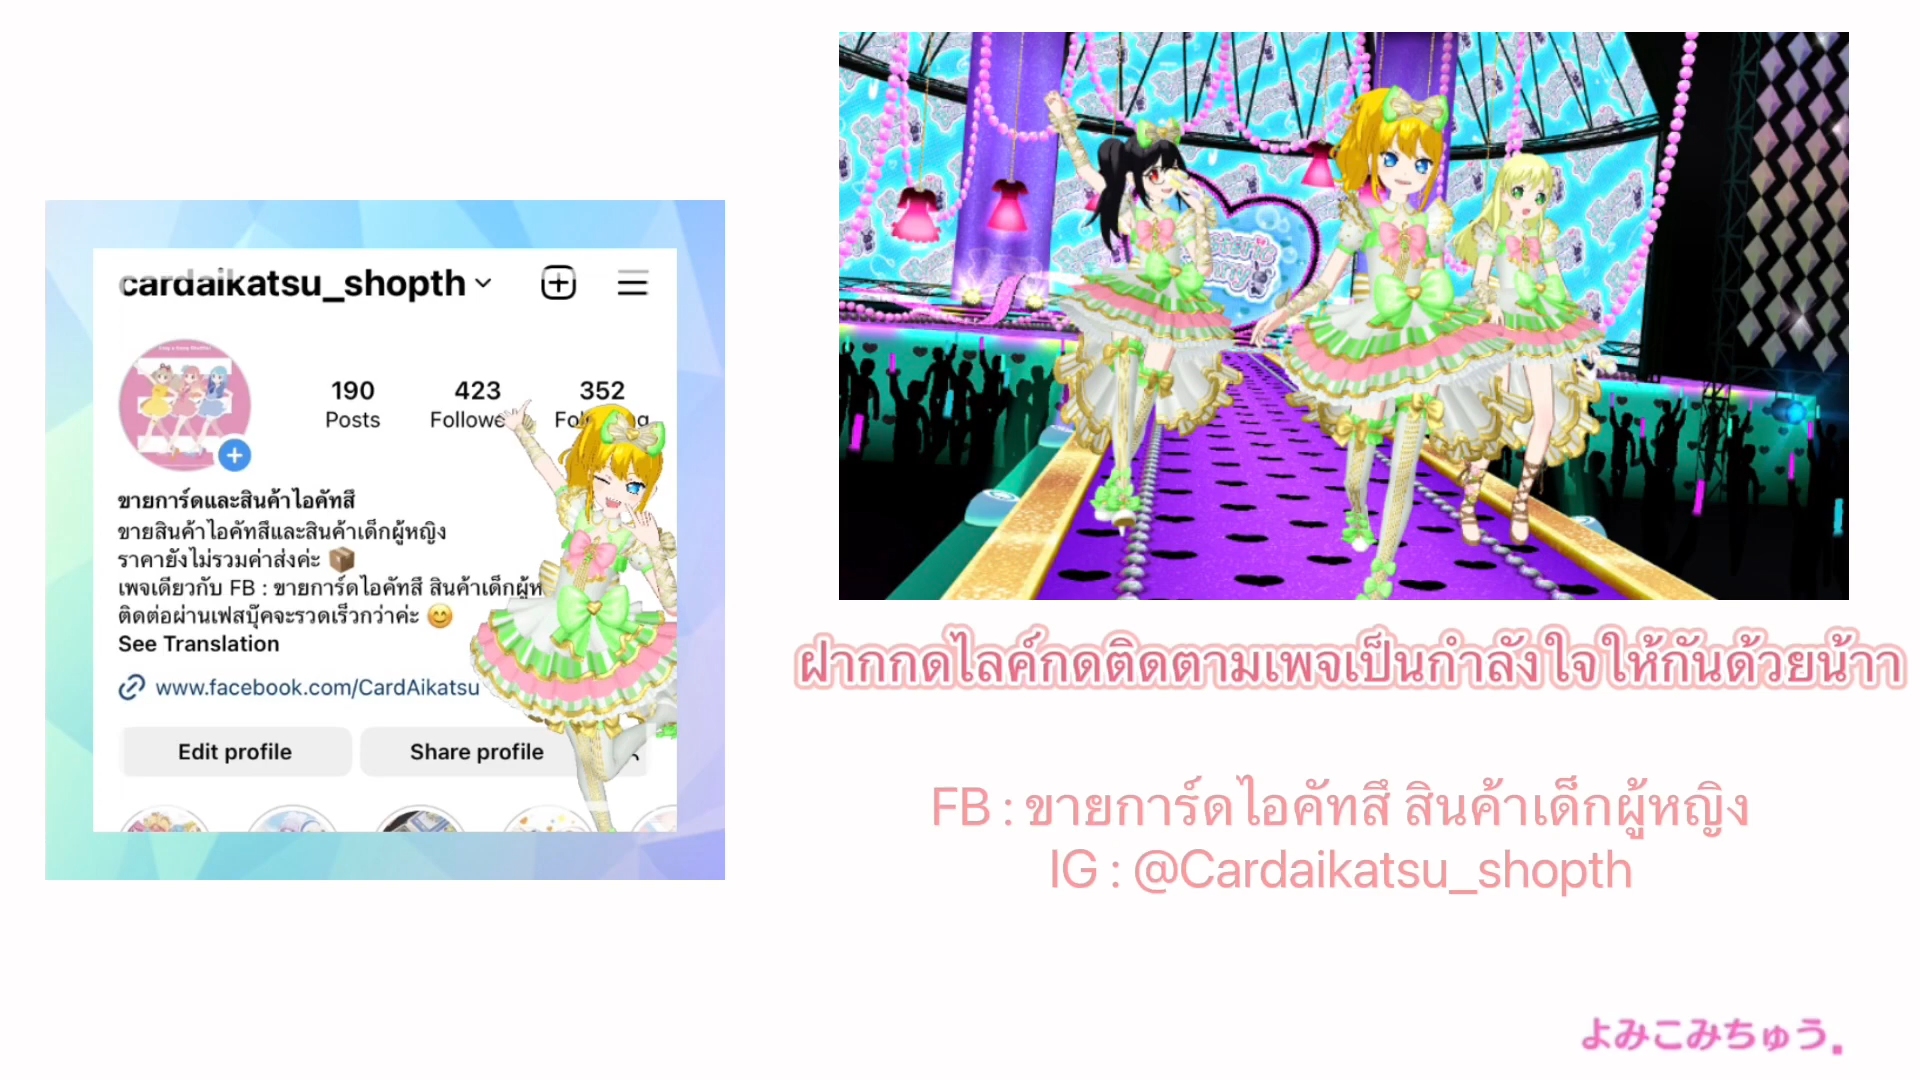 cardaikatsu_shopth
190
Posts
423
352
ขายการ์ดและสินค้าไอคัทสึ
ขายสินค้าไอคัทสึและสินค้าเด็กผู้หญิง
ราคายังไม่รวมค่าส่งค่ะ 📦
เพจเดียวกับ FB : ขายการ์ดไอคัทสึ สินค้าเด็กผู้ห
ติดต่อผ่านเฟสบุ๊คจะรวดเร็วกว่าค่ะ 😊
See Translation
www.facebook.com/CardAikatsu
Edit profile
Share profile
ฝากกดไลค์กดติดตามเพจเป็นกำลังใจให้กันด้วยน้าา
FB : ขายการ์ดไอคัทสึ สินค้าเด็กผู้หญิง
IG : @Cardaikatsu_shopth
よみこみちゅう.